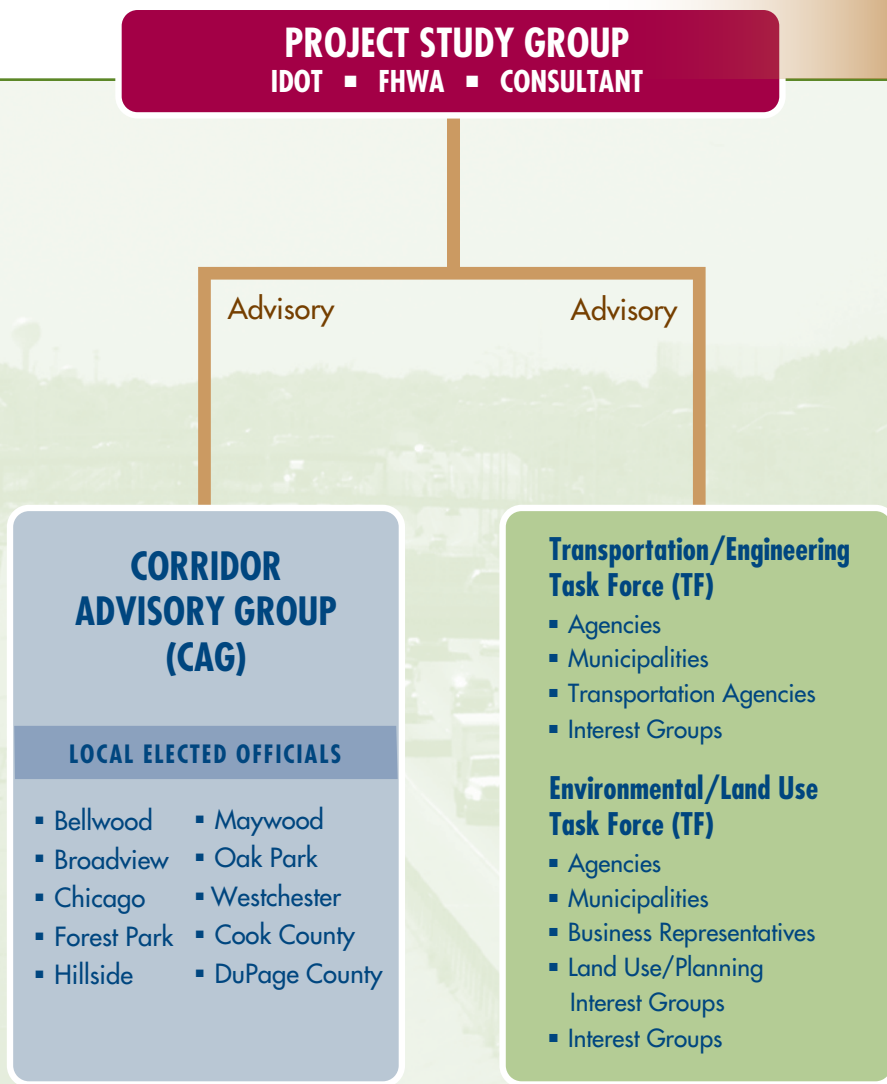 PROJECT STUDY GROUP
IDOT ▪ FHWA ▪ CONSULTANT
Advisory
Advisory
CORRIDOR
ADVISORY GROUP
(CAG)
LOCAL ELECTED OFFICIALS
▪ Bellwood
▪ Broadview
▪ Chicago
▪ Forest Park
▪ Hillside
▪ Maywood
▪ Oak Park
▪ Westchester
▪ Cook County
▪ DuPage County
Transportation/Engineering
Task Force (TF)
▪ Agencies
▪ Municipalities
▪ Transportation Agencies
▪ Interest Groups
Environmental/Land Use
Task Force (TF)
▪ Agencies
▪ Municipalities
▪ Business Representatives
▪ Land Use/Planning
Interest Groups
▪ Interest Groups